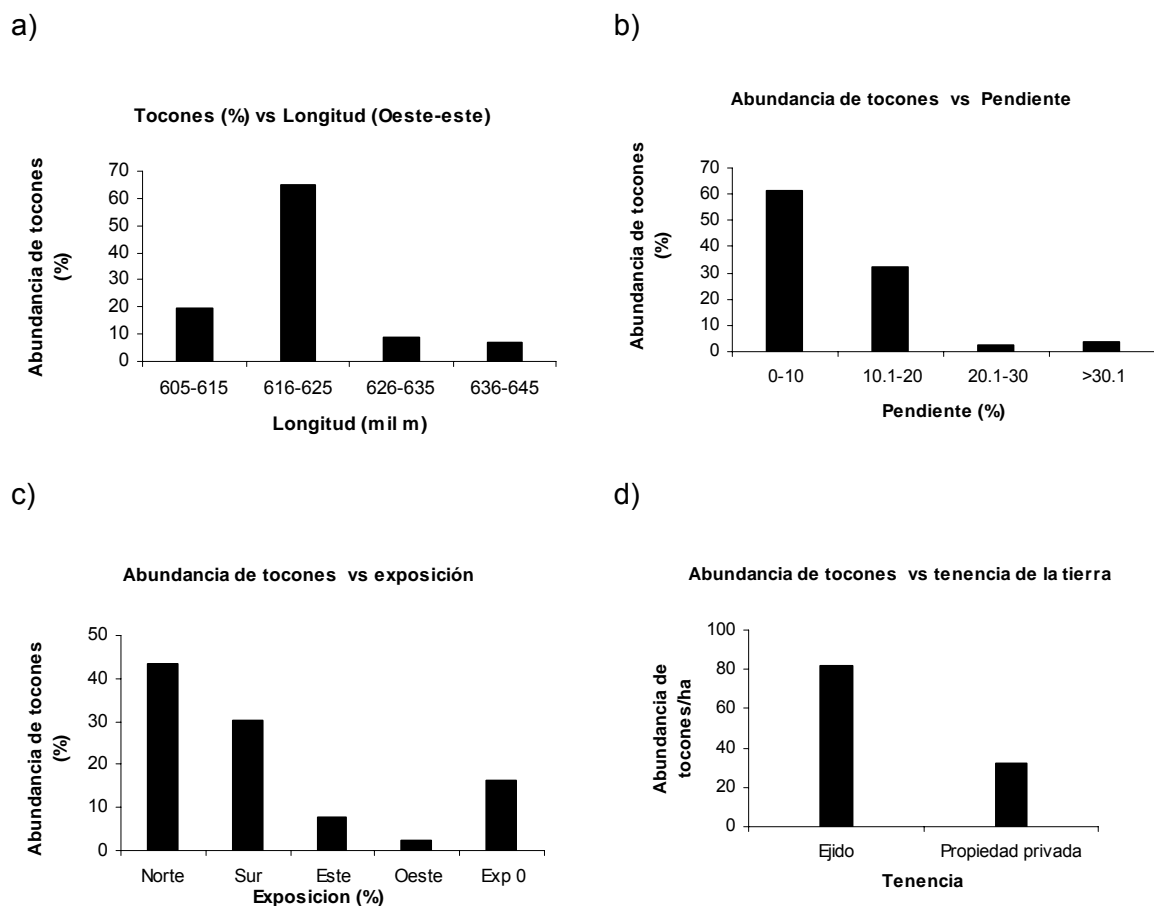 a)
Tocones (%) vs Longitud (Oeste-este)
Abundancia de tocones
(%)
70
60
50
40
30
20
10
0
605-615 616-625 626-635 636-645
Longitud (mil m)
b)
Abundancia de tocones vs Pendiente
Abundancia de tocones
(%)
70
60
50
40
30
20
10
0
0-10 10.1-20 20.1-30 >30.1
Pendiente (%)
c)
Abundancia de tocones vs exposición
Abundancia de tocones
(%)
50
40
30
20
10
0
Norte Sur Este Oeste Exp 0
Exposicion (%)
d)
Abundancia de tocones vs tenencia de la tierra
Abundancia de
tocones/ha
100
80
60
40
20
0
Ejido Propiedad privada
Tenencia